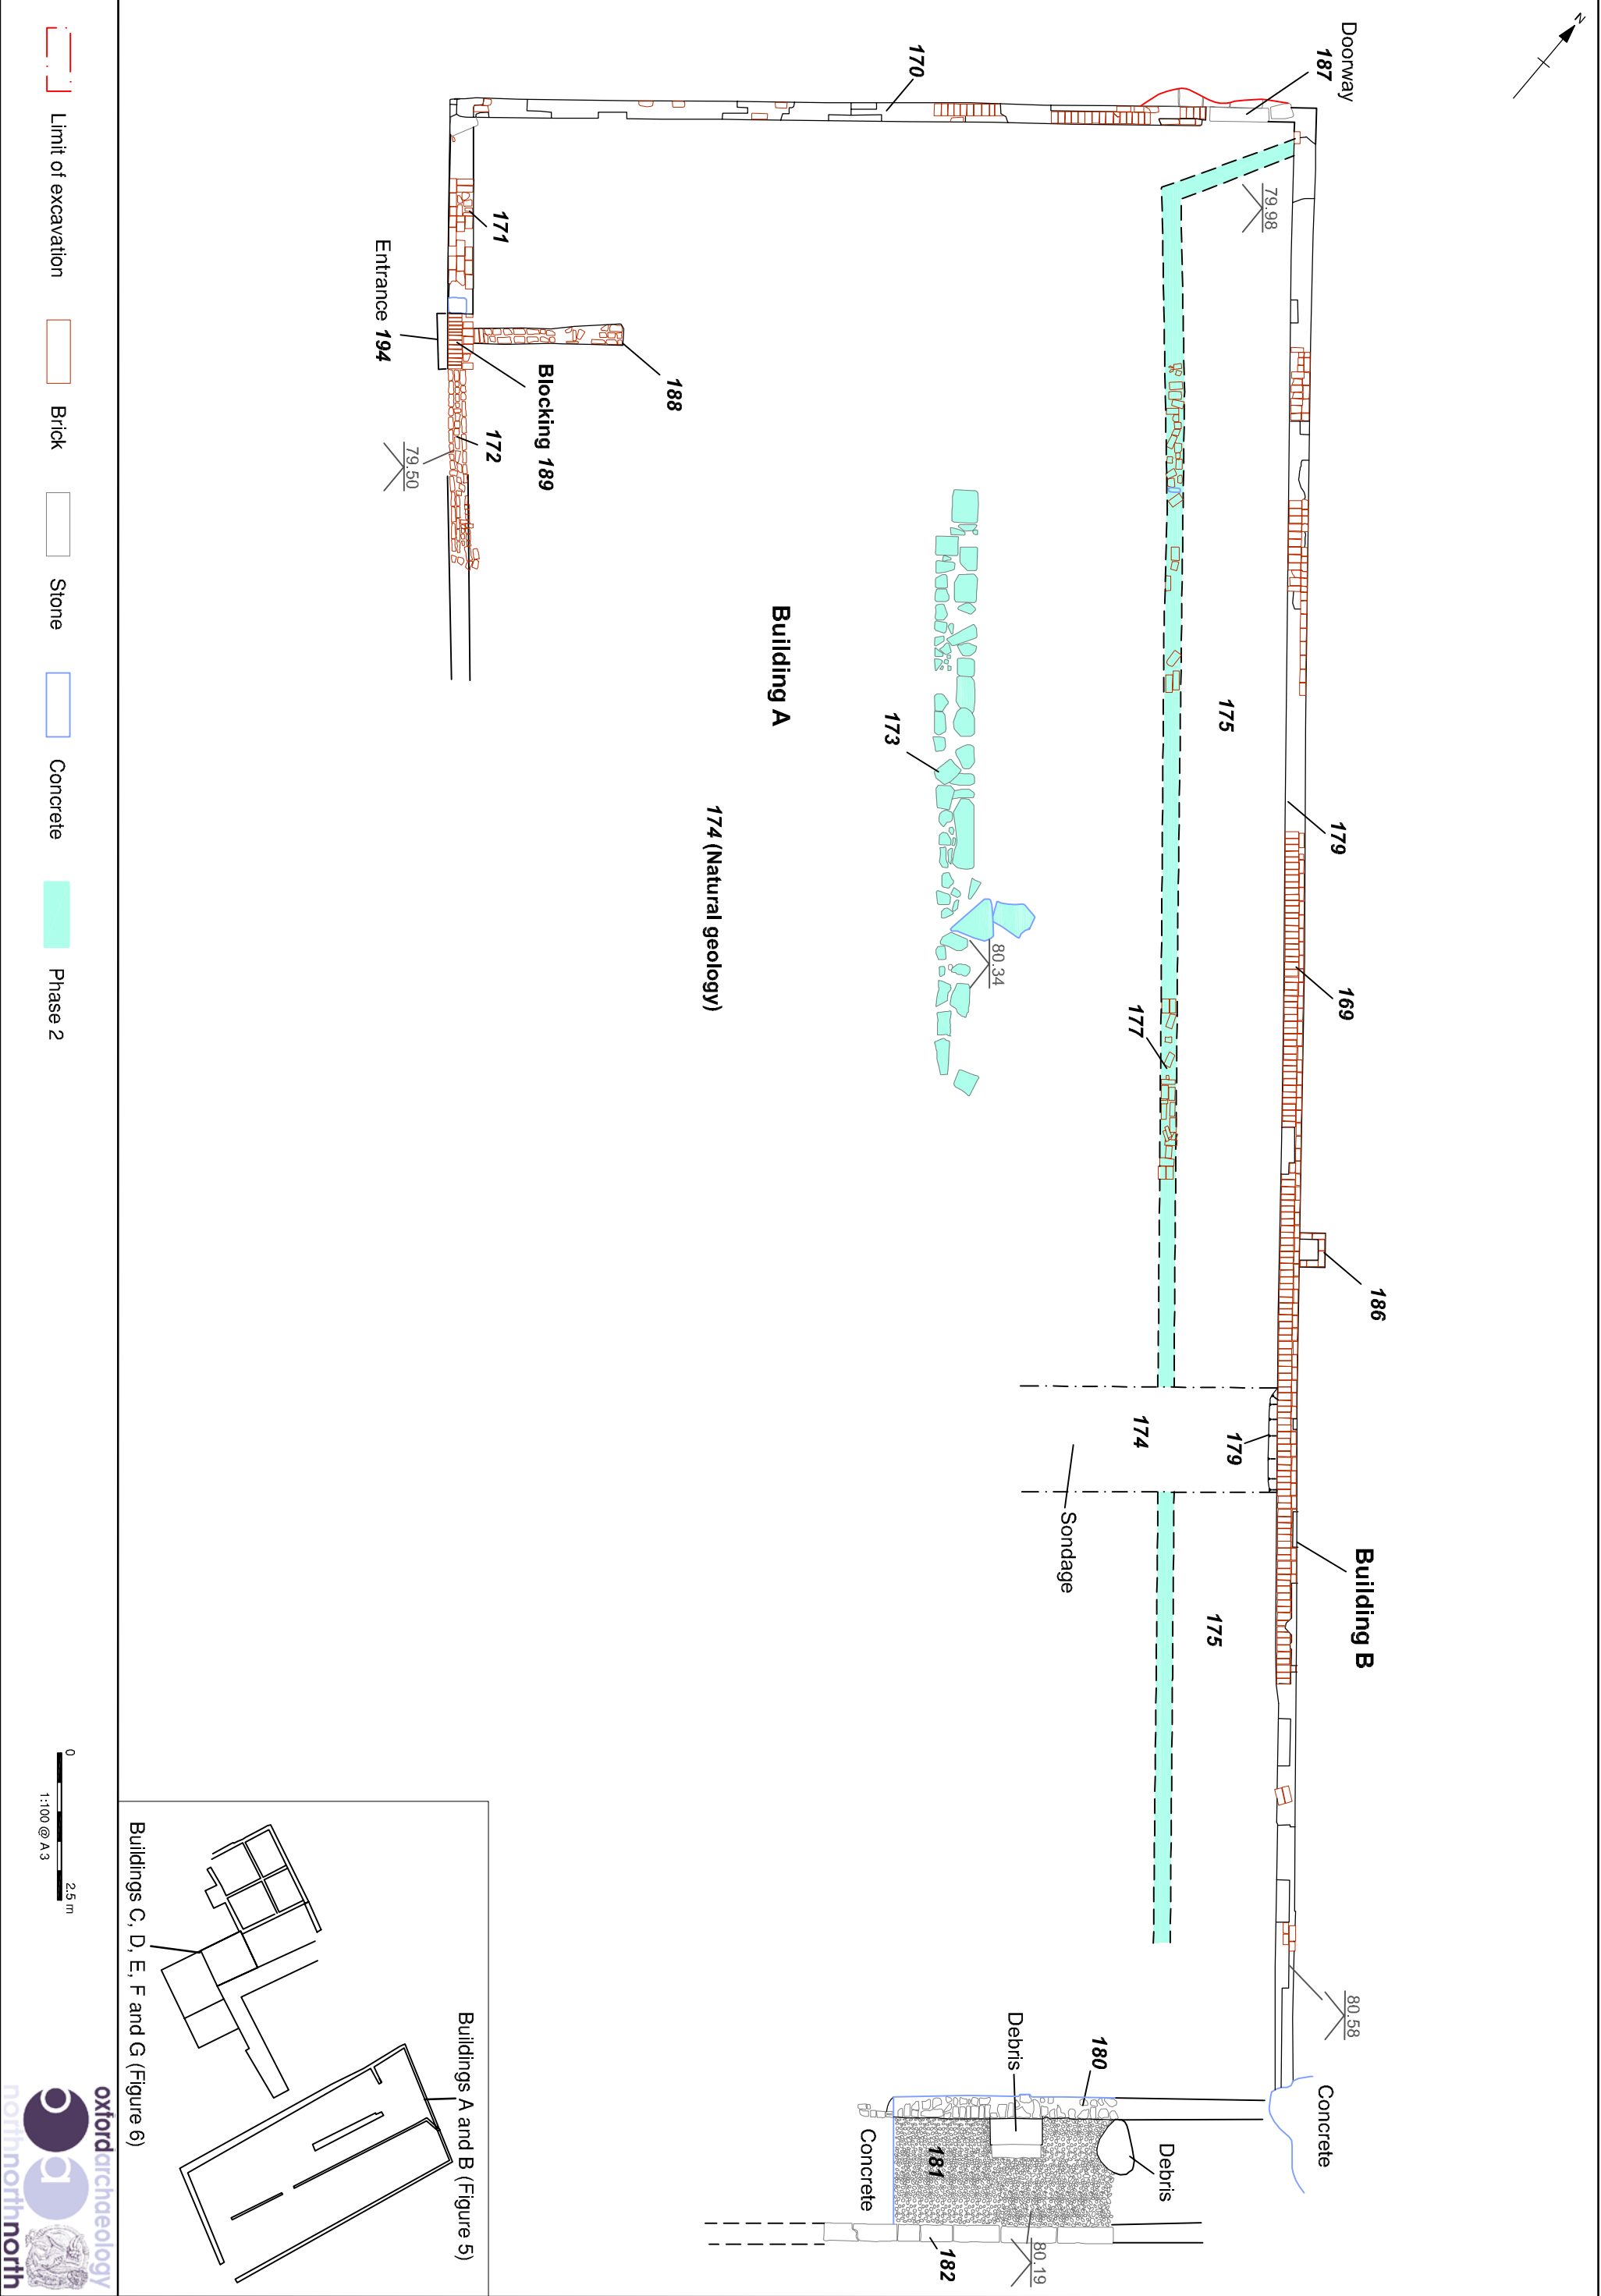 N
Doorway
187
170
79.98
171
Entrance 194
188
Blocking 189
172
79.50
Building A
175
173
179
174 (Natural geology)
169
80.34
177
186
174
179
Sondage
Building B
175
80.58
Concrete
180
Debris
Debris
181
Concrete
182
80.19
Limit of excavation
Brick
Stone
Concrete
Phase 2
0
2.5 m
1:100 @ A3
Buildings A and B (Figure 5)
Buildings C, D, E, F and G (Figure 6)
oxfordarchaeology
northnorthnorth